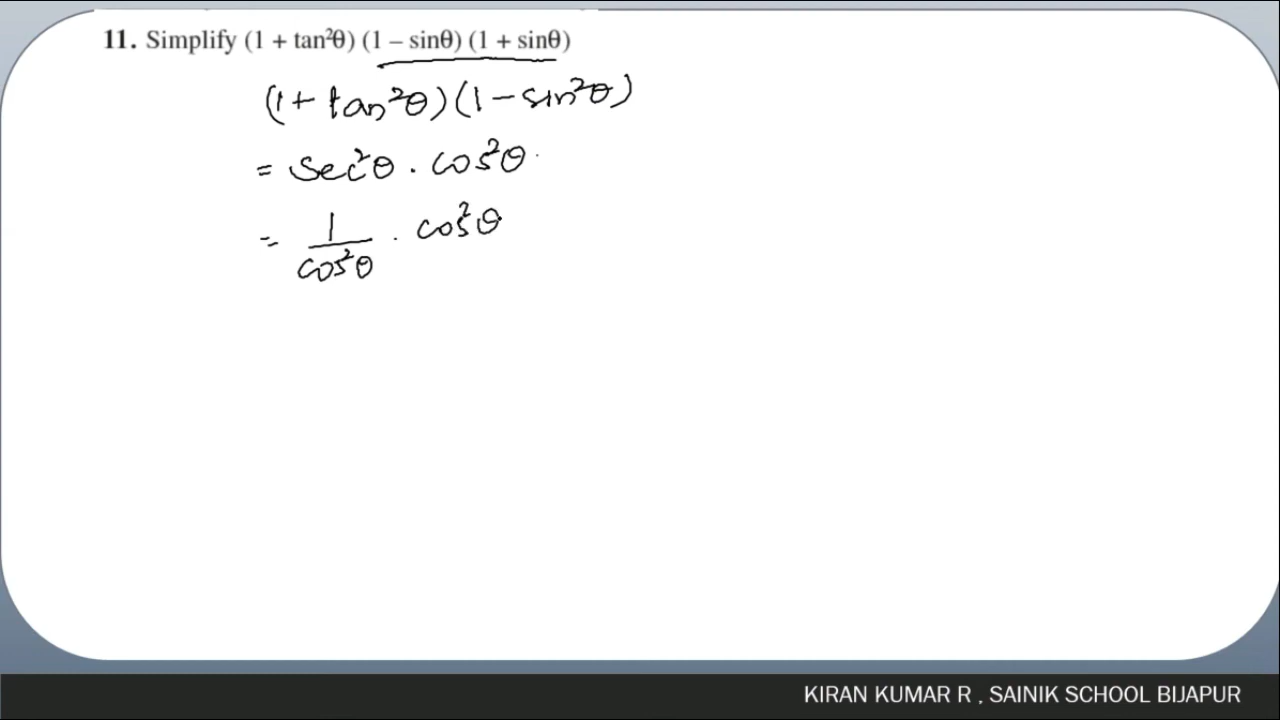 11. Simplify (1 + tan²θ) (1 – sinθ) (1 + sinθ)
(1 + tan²θ)(1 – sin²θ)
= sec²θ . cos²θ
= 1/cos²θ . cos²θ
KIRAN KUMAR R , SAINIK SCHOOL BIJAPUR